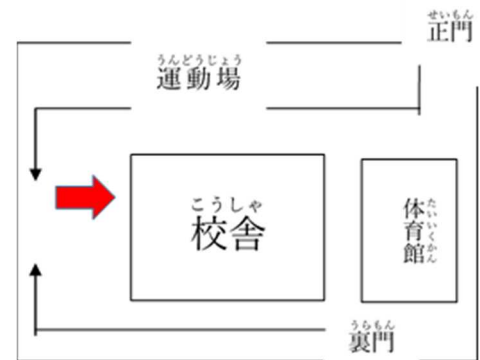 せいもん
正門
うんどうじょう
運動場
こうしゃ
校舎
たいいくかん
体育館
うらもん
裏門